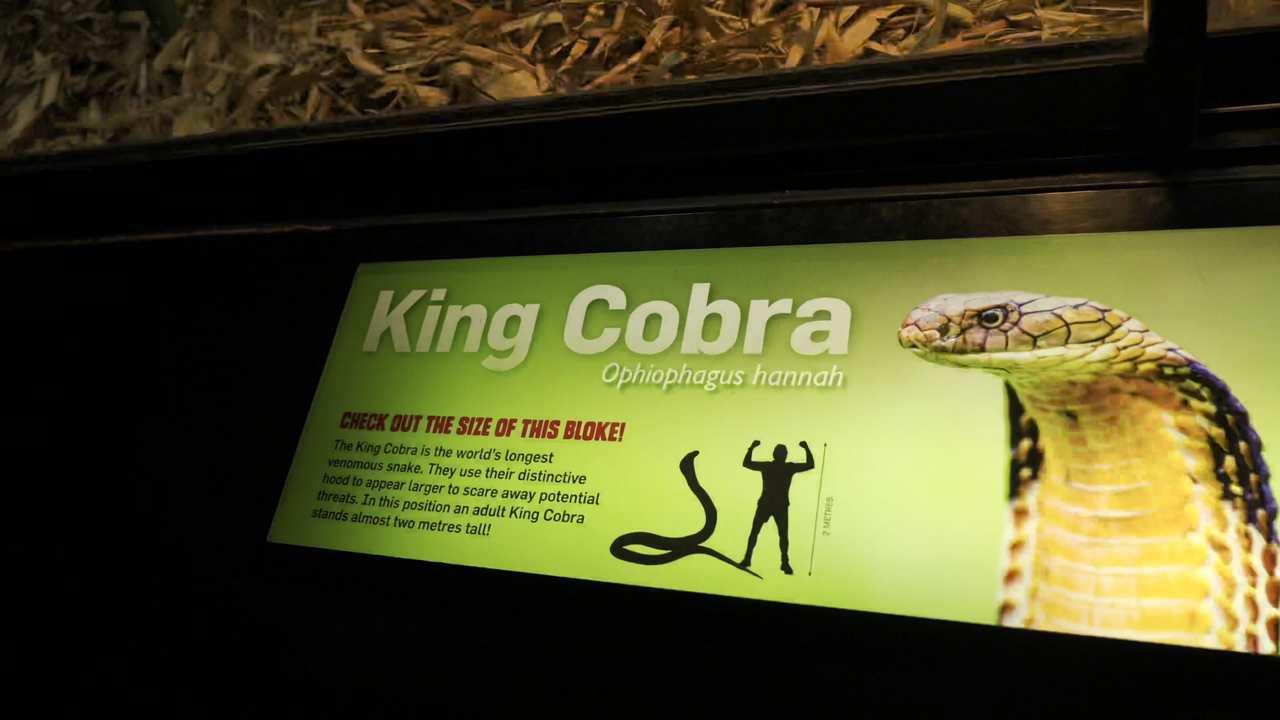 King Cobra
Ophiophagus hannah
CHECK OUT THE SIZE OF THIS BLOKE!
The King Cobra is the world's longest
venomous snake. They use their distinctive
hood to appear larger to scare away potential
threats. In this position an adult King Cobra
stands almost two metres tall!
2 METRES